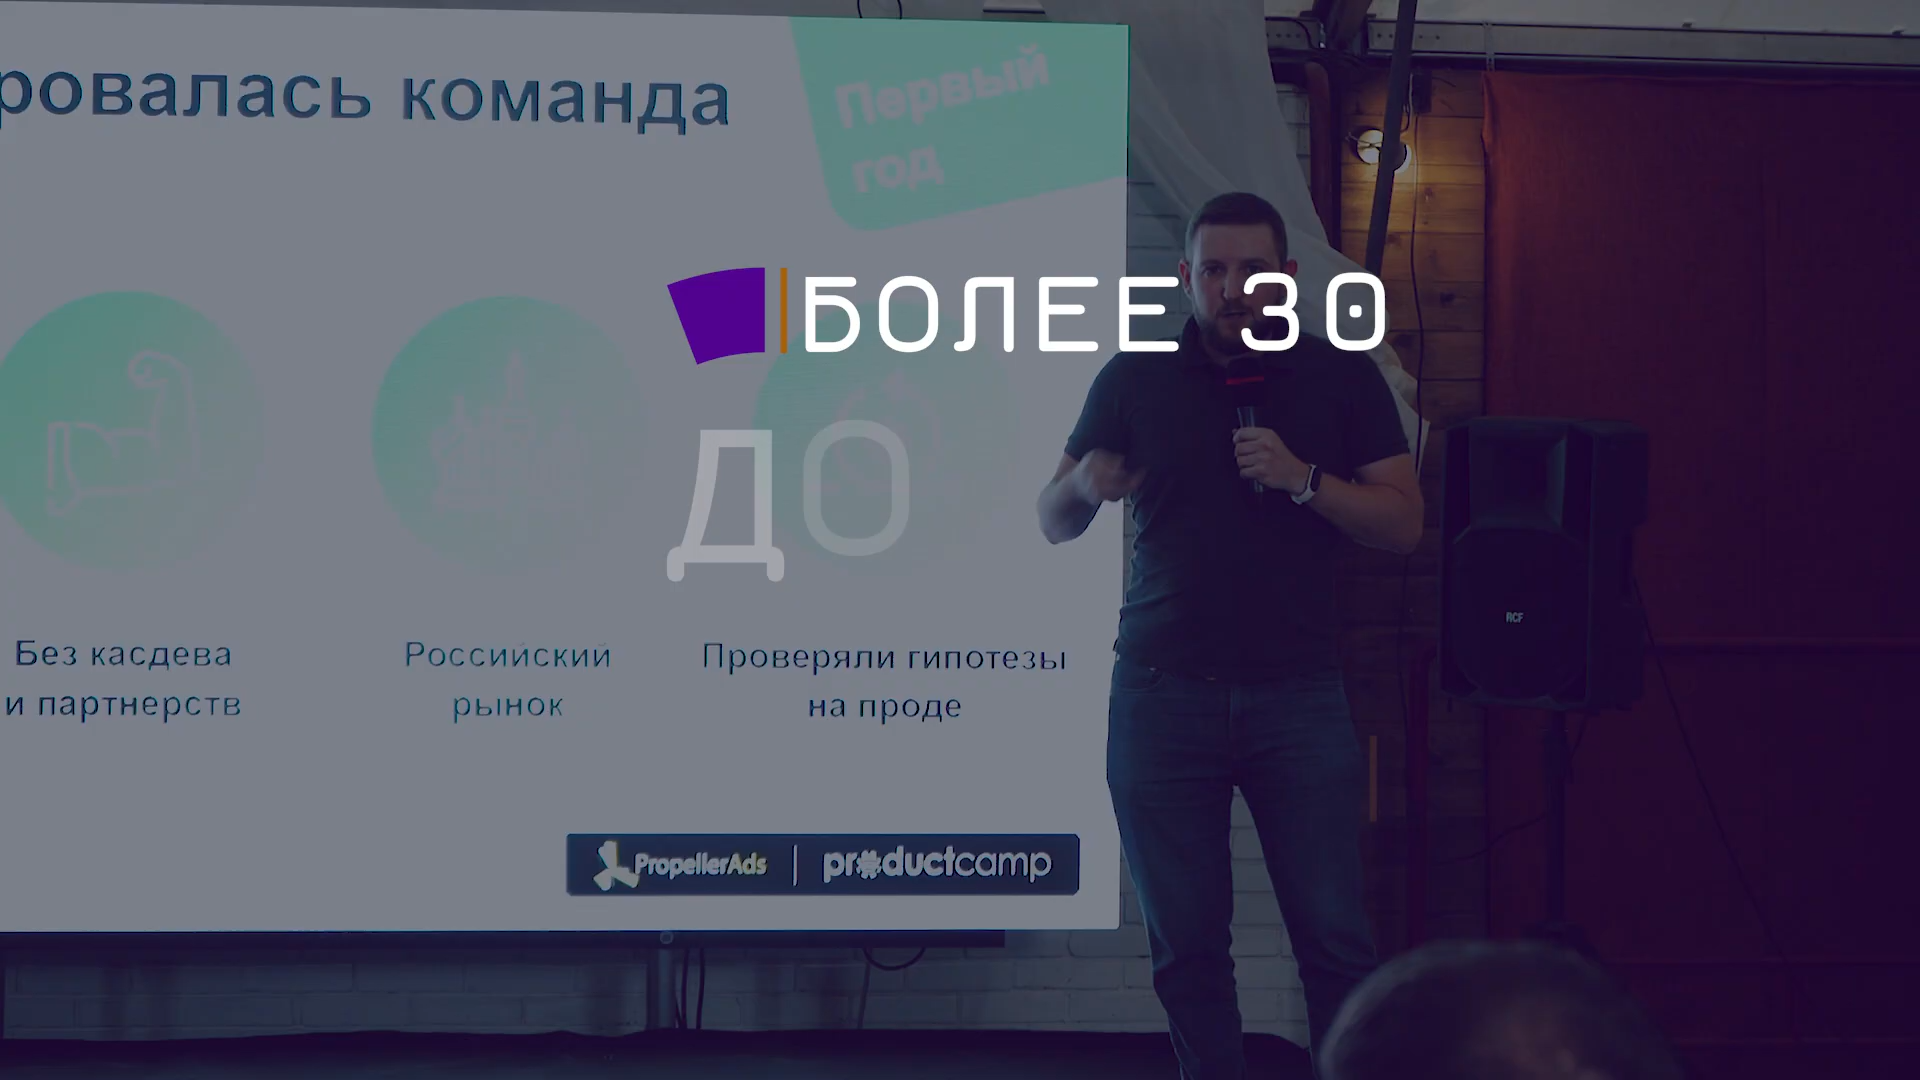 ровалась команда
Первый
год
БОЛЕЕ 30
ДО
Без касдева
и партнерств
Российский
рынок
Проверяли гипотезы
на проде
PropellerAds | productcamp
RCF